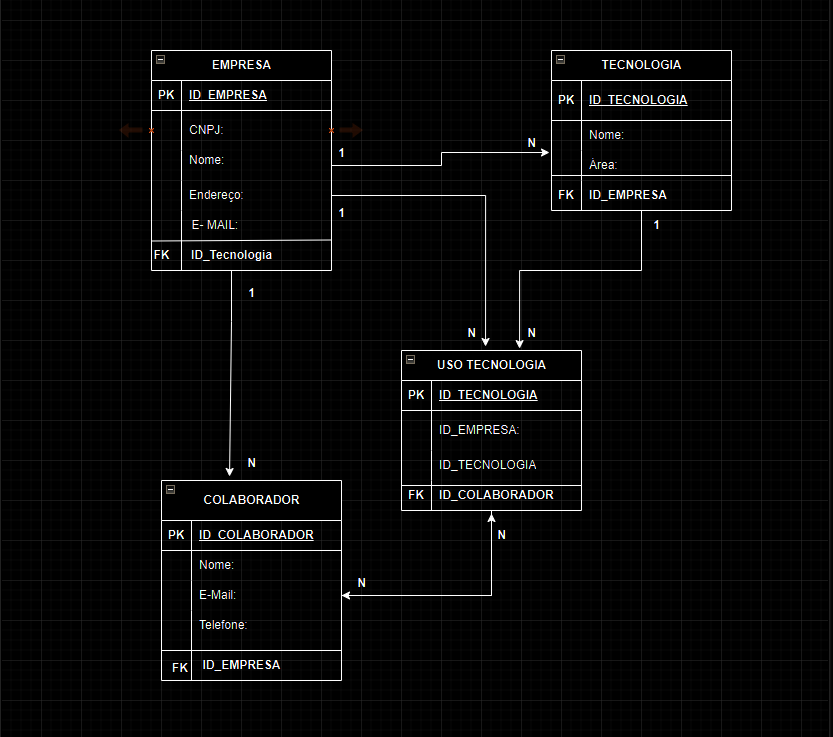 EMPRESA
PK ID_EMPRESA
CNPJ:
Nome:
Endereço:
E- MAIL:
FK ID_Tecnologia
TECNOLOGIA
PK ID_TECNOLOGIA
Nome:
Área:
FK ID_EMPRESA
1
N
1
1
1
N
N
N
USO TECNOLOGIA
PK ID_TECNOLOGIA
ID_EMPRESA:
ID_TECNOLOGIA
FK ID_COLABORADOR
COLABORADOR
PK ID_COLABORADOR
Nome:
E-Mail:
Telefone:
FK ID_EMPRESA
N
N